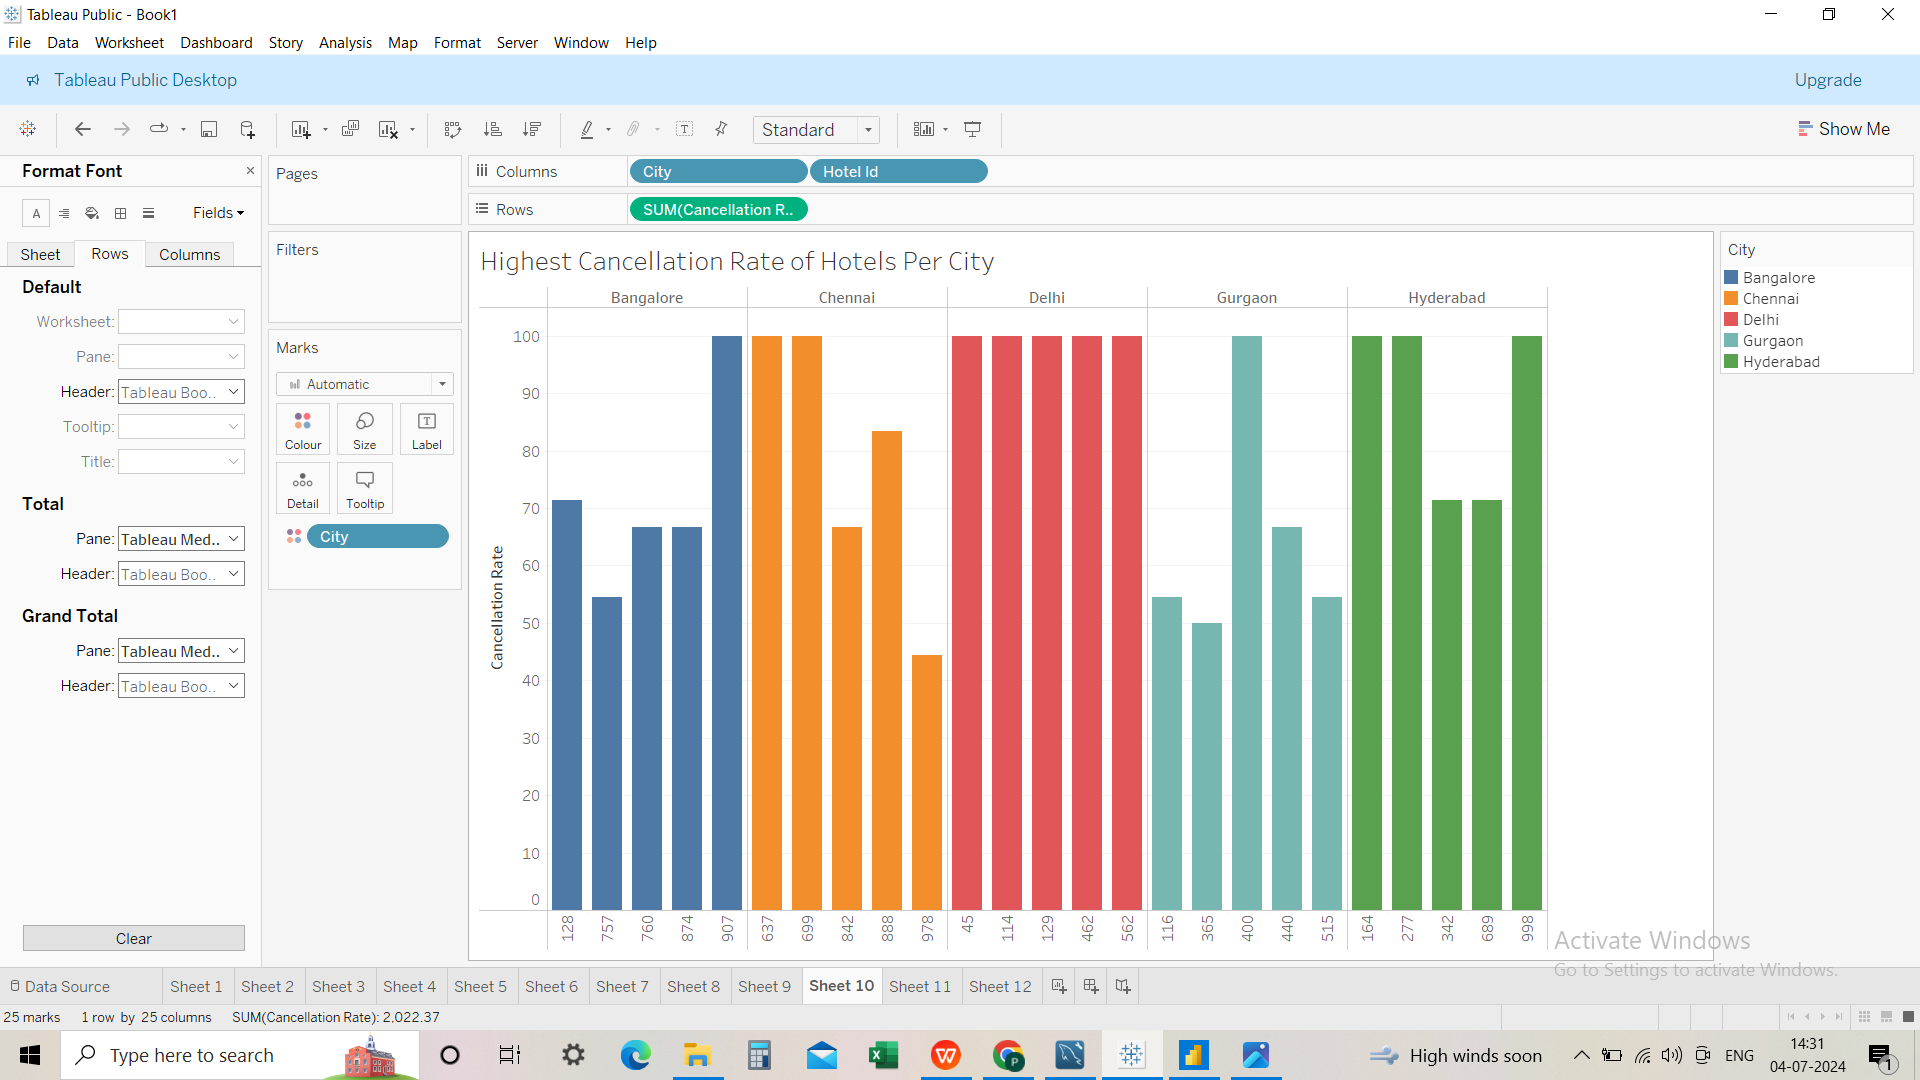 Tableau Public - Book1
File Data Worksheet Dashboard Story Analysis Map Format Server Window Help
Tableau Public Desktop
Upgrade
Standard
Show Me
Format Font
Fields
Sheet Rows Columns
Default
Worksheet:
Pane:
Header: Tableau Boo..
Tooltip:
Title:
Total
Pane: Tableau Med..
Header: Tableau Boo..
Grand Total
Pane: Tableau Med..
Header: Tableau Boo..
Clear
Pages
Filters
Marks
Automatic
Colour Size Label
Detail Tooltip
City
Columns City Hotel Id
Rows SUM(Cancellation R..
Highest Cancellation Rate of Hotels Per City
Bangalore Chennai Delhi Gurgaon Hyderabad
100
90
80
70
60
50
40
30
20
10
0
Cancellation Rate
128 757 760 874 907 637 699 842 888 978 45 114 129 462 562 116 365 400 440 515 164 277 342 689 998
City
Bangalore
Chennai
Delhi
Gurgaon
Hyderabad
Activate Windows
Go to Settings to activate Windows.
Data Source Sheet 1 Sheet 2 Sheet 3 Sheet 4 Sheet 5 Sheet 6 Sheet 7 Sheet 8 Sheet 9 Sheet 10 Sheet 11 Sheet 12
25 marks 1 row by 25 columns SUM(Cancellation Rate): 2,022.37
Type here to search
High winds soon
ENG
14:31
04-07-2024
1